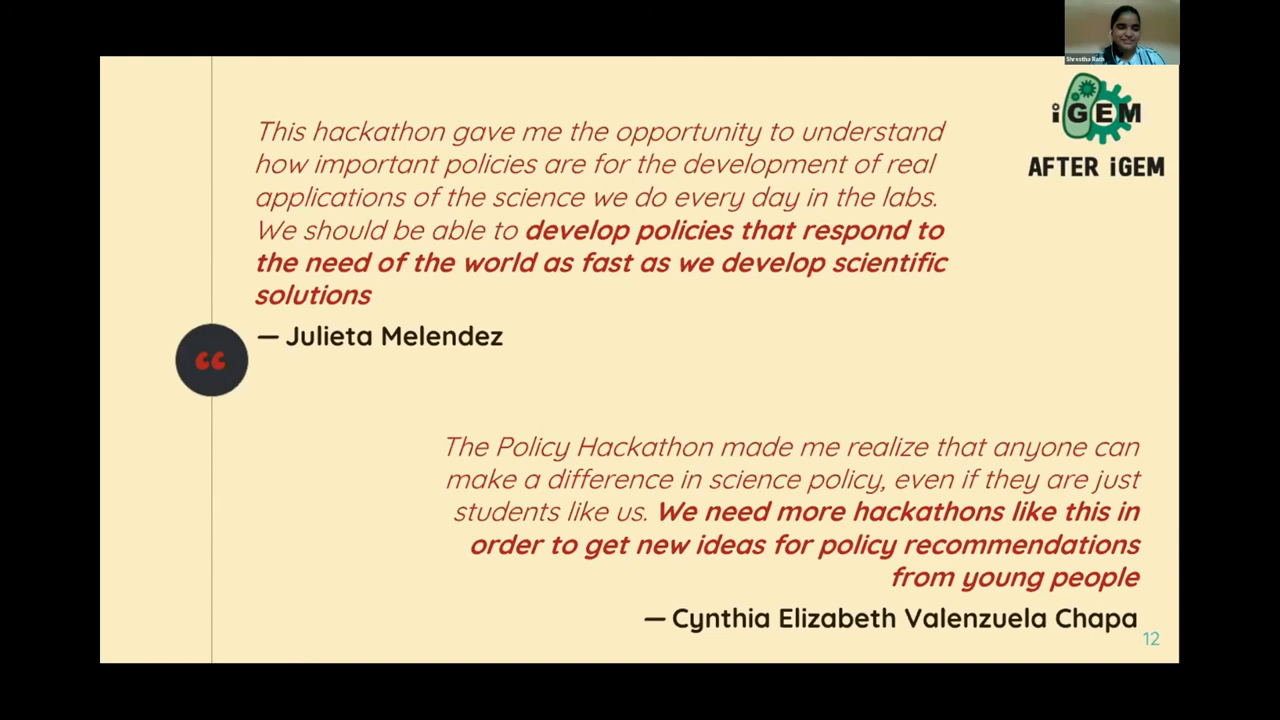 Shrestha Rath
iGEM
AFTER iGEM
This hackathon gave me the opportunity to understand
how important policies are for the development of real
applications of the science we do every day in the labs.
We should be able to develop policies that respond to
the need of the world as fast as we develop scientific
solutions
— Julieta Melendez
“
The Policy Hackathon made me realize that anyone can
make a difference in science policy, even if they are just
students like us. We need more hackathons like this in
order to get new ideas for policy recommendations
from young people
— Cynthia Elizabeth Valenzuela Chapa
12